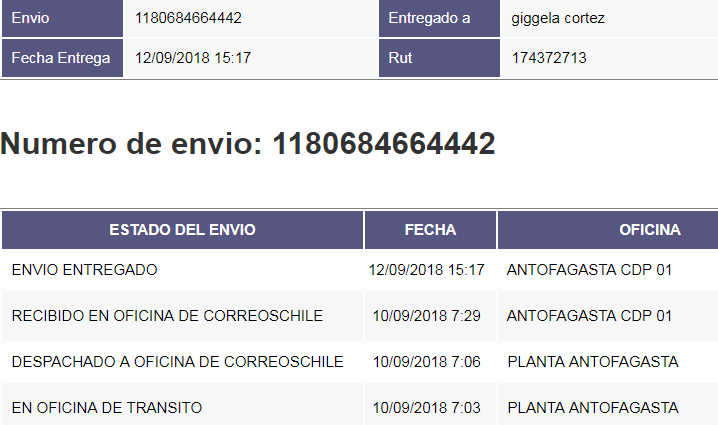 Envio 1180684664442 Entregado a giggela cortez
Fecha Entrega 12/09/2018 15:17 Rut 174372713
Numero de envio: 1180684664442
ESTADO DEL ENVIO FECHA OFICINA
ENVIO ENTREGADO 12/09/2018 15:17 ANTOFAGASTA CDP 01
RECIBIDO EN OFICINA DE CORREOSCHILE 10/09/2018 7:29 ANTOFAGASTA CDP 01
DESPACHADO A OFICINA DE CORREOSCHILE 10/09/2018 7:06 PLANTA ANTOFAGASTA
EN OFICINA DE TRANSITO 10/09/2018 7:03 PLANTA ANTOFAGASTA